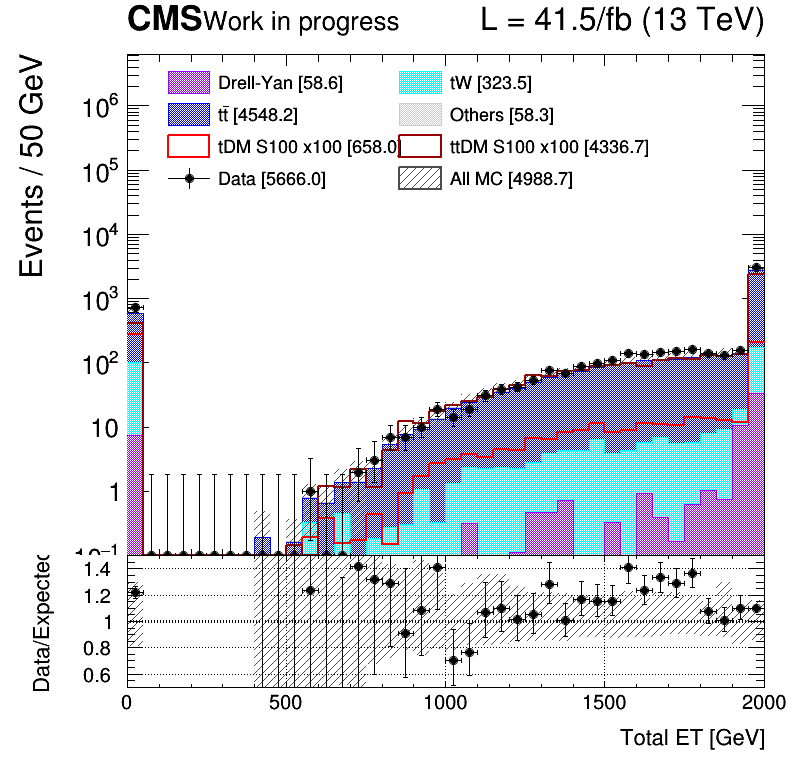 CMS Work in progress L = 41.5/fb (13 TeV)
Events / 50 GeV
Drell-Yan [58.6] tW [323.5]
tt̄ [4548.2] Others [58.3]
tDM S100 x100 [658.0] ttDM S100 x100 [4336.7]
Data [5666.0] All MC [4988.7]
10⁶
10⁵
10⁴
10³
10²
10
1
10⁻¹
Data/Expected
1.4
1.2
1
0.8
0.6
0 500 1000 1500 2000
Total ET [GeV]